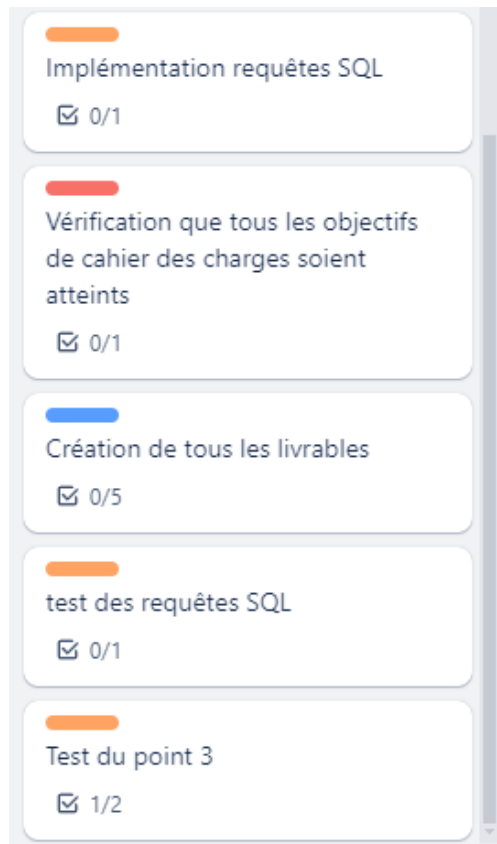 Implémentation requêtes SQL
0/1
Vérification que tous les objectifs
de cahier des charges soient
atteints
0/1
Création de tous les livrables
0/5
test des requêtes SQL
0/1
Test du point 3
1/2